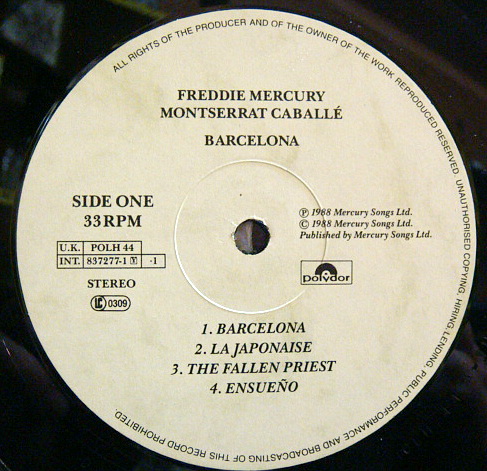 ALL RIGHTS OF THE PRODUCER AND OF THE OWNER OF THE WORK REPRODUCED RESERVED UNAUTHORISED COPYING, HIRING, LENDING, PUBLIC PERFORMANCE AND BROADCASTING OF THIS RECORD PROHIBITED
FREDDIE MERCURY
MONTSERRAT CABALLÉ
BARCELONA
SIDE ONE
33RPM
U.K. POLH 44
INT. 837277-1 Y -1
STEREO
LC 0309
Ⓟ 1988 Mercury Songs Ltd.
© 1988 Mercury Songs Ltd.
Published by Mercury Songs Ltd.
polydor
1. BARCELONA
2. LA JAPONAISE
3. THE FALLEN PRIEST
4. ENSUEÑO